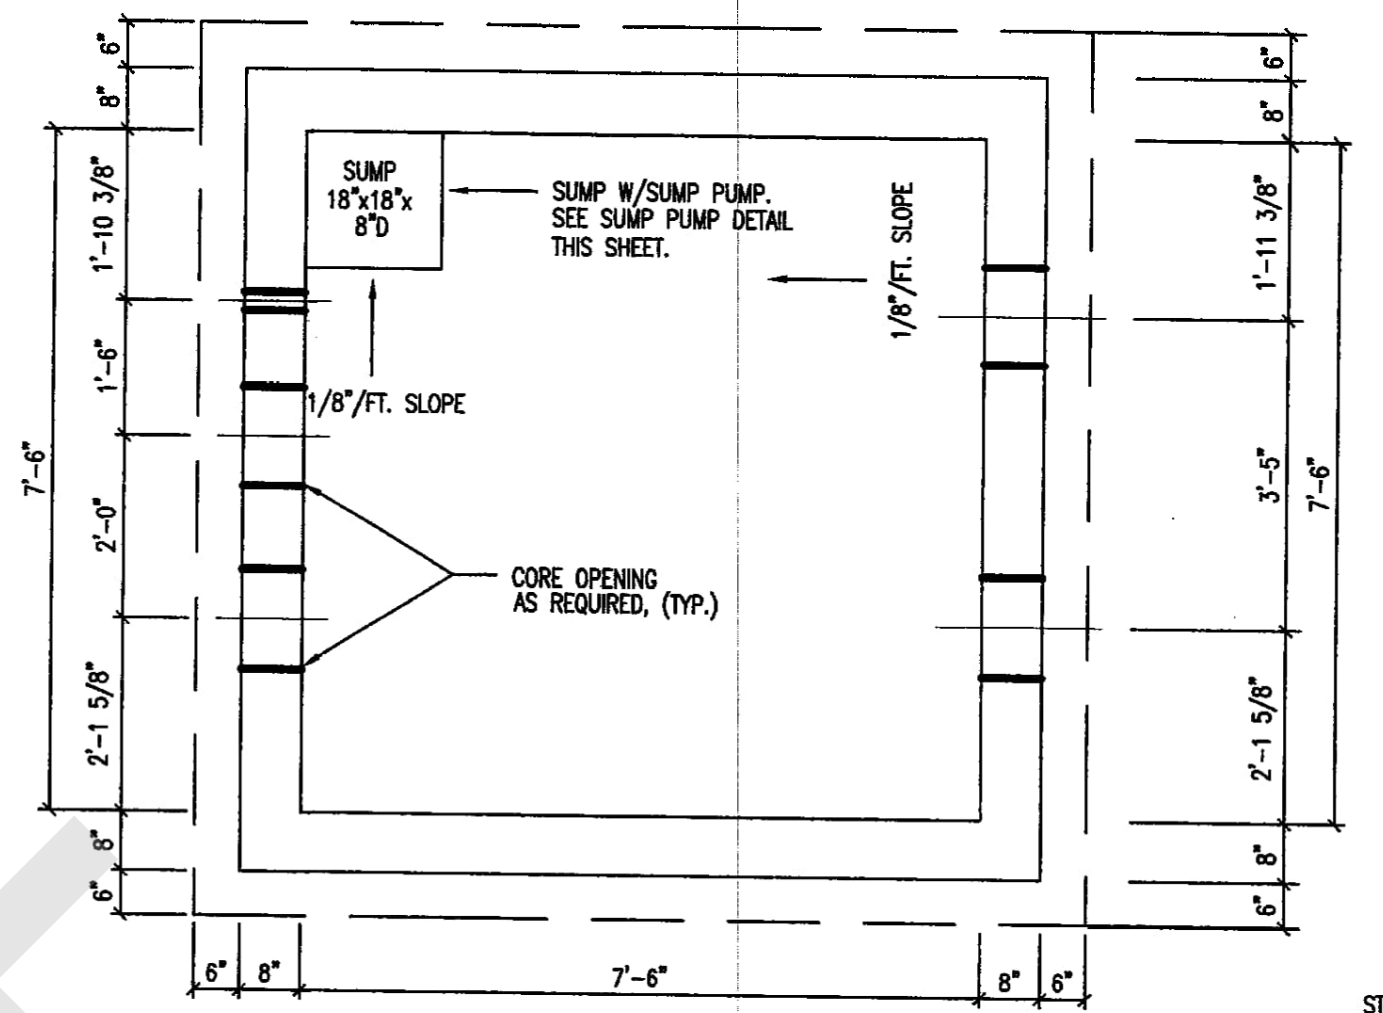 6"
8"
1'-10 3/8"
1'-6"
2'-0"
2'-1 5/8"
8"
6"
7'-6"
SUMP
18"x18"x
8"D
SUMP W/SUMP PUMP.
SEE SUMP PUMP DETAIL
THIS SHEET.
1/8"/FT. SLOPE
1/8"/FT. SLOPE
CORE OPENING
AS REQUIRED, (TYP.)
6"
8"
1'-11 3/8"
3'-5"
7'-6"
2'-1 5/8"
8"
6"
6"
8"
7'-6"
8"
6"
ST